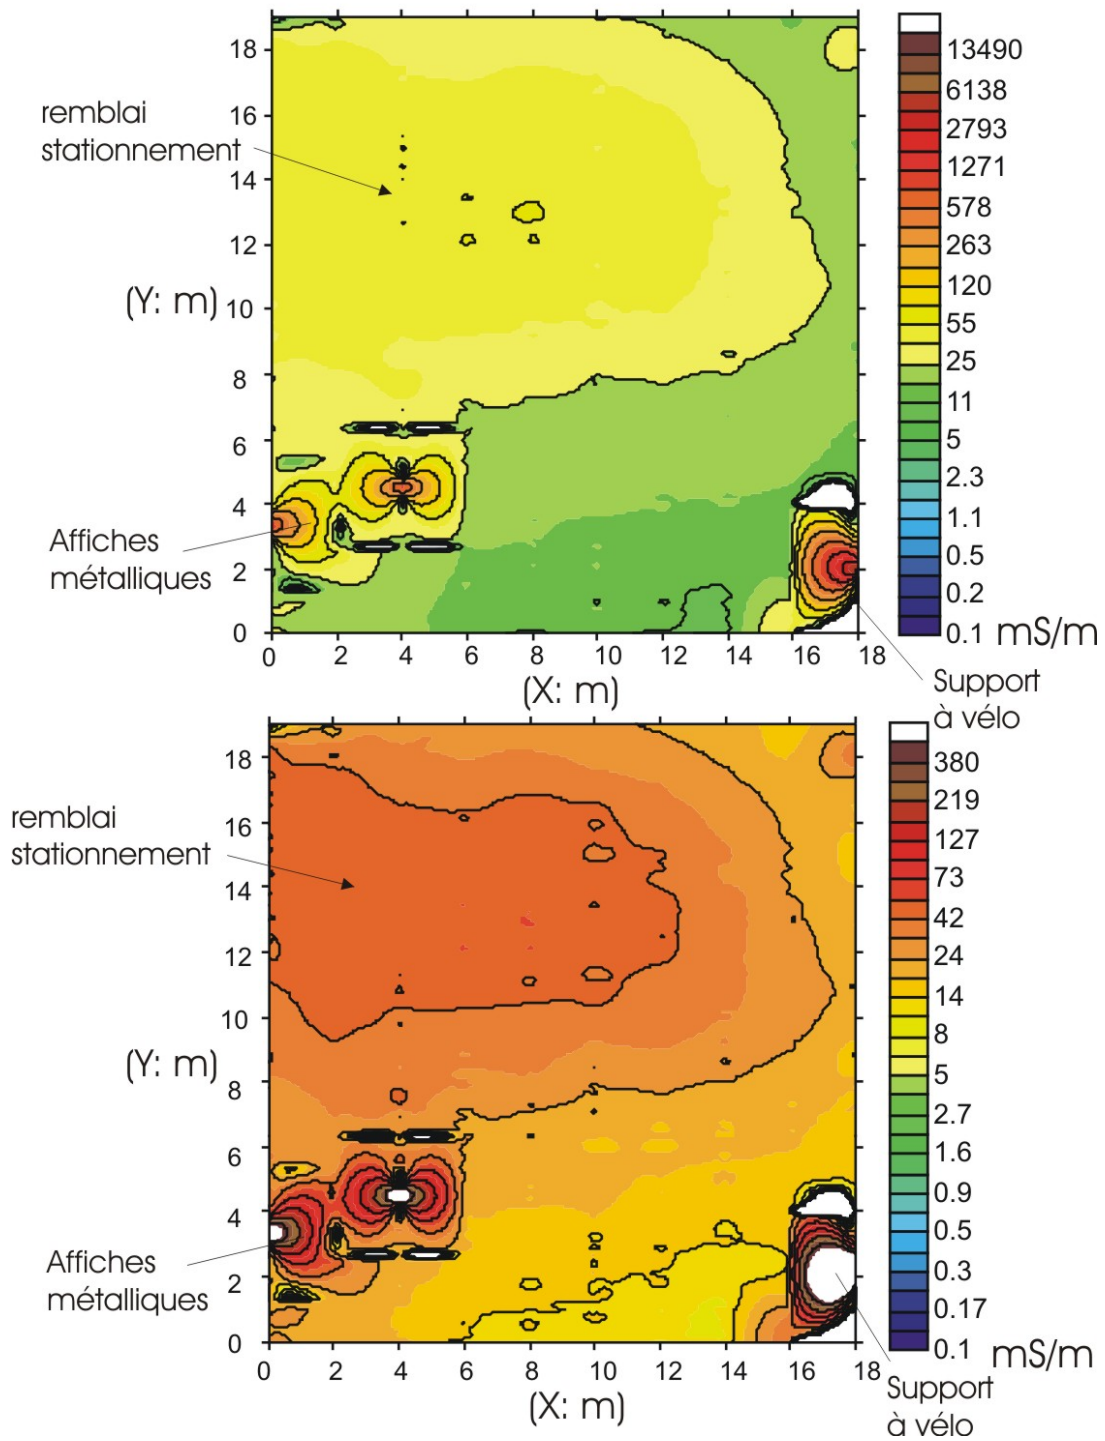 remblai
stationnement
(Y: m)
18
16
14
12
10
8
6
4
2
0
Affiches
métalliques
0 2 4 6 8 10 12 14 16 18
(X: m)
13490
6138
2793
1271
578
263
120
55
25
11
5
2.3
1.1
0.5
0.2
0.1 mS/m
Support
à vélo
remblai
stationnement
(Y: m)
18
16
14
12
10
8
6
4
2
0
Affiches
métalliques
0 2 4 6 8 10 12 14 16 18
(X: m)
380
219
127
73
42
24
14
8
5
2.7
1.6
0.9
0.5
0.3
0.17
0.1 mS/m
Support
à vélo